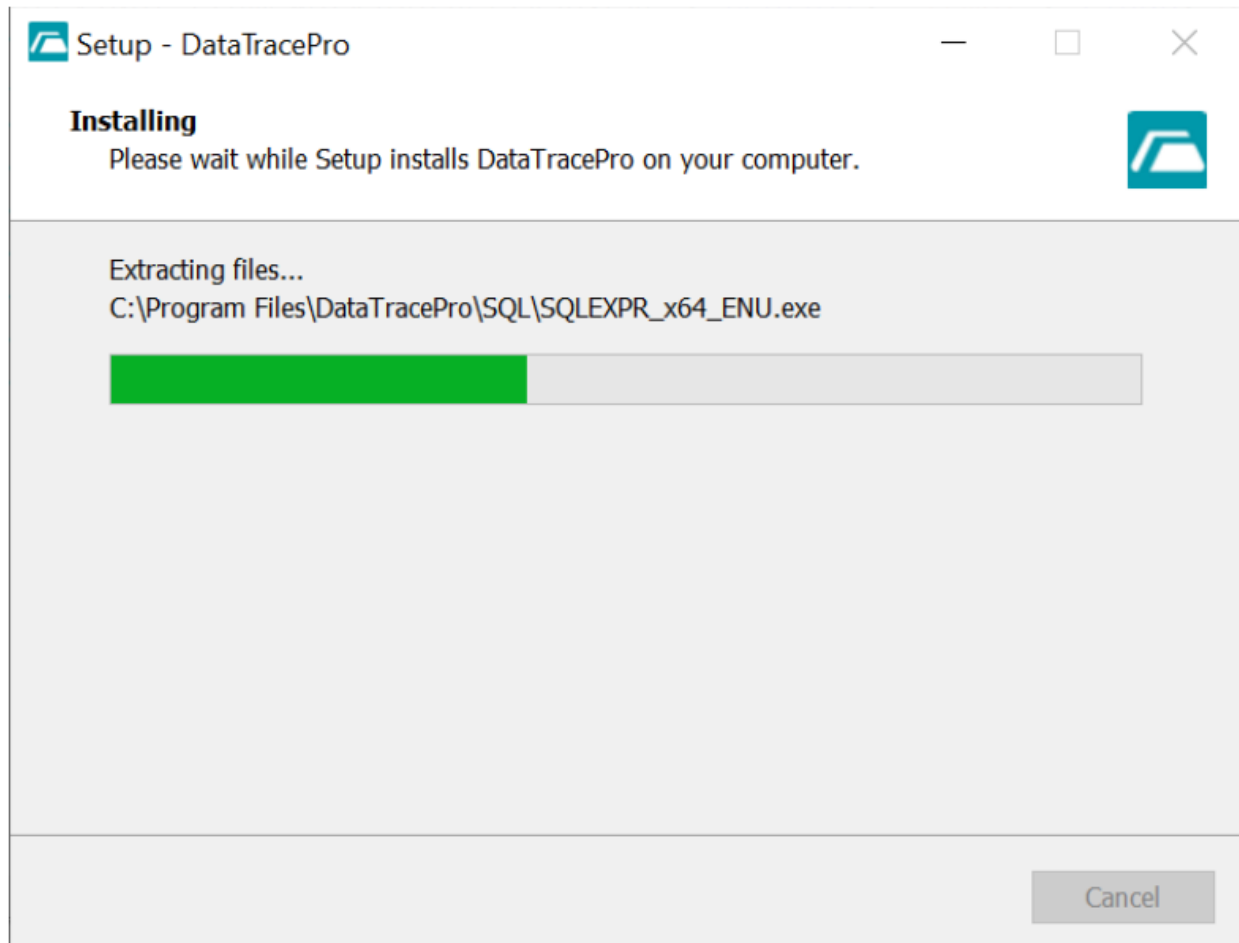 Setup - DataTracePro
Installing
Please wait while Setup installs DataTracePro on your computer.
Extracting files...
C:\Program Files\DataTracePro\SQL\SQLEXPR_x64_ENU.exe
Cancel